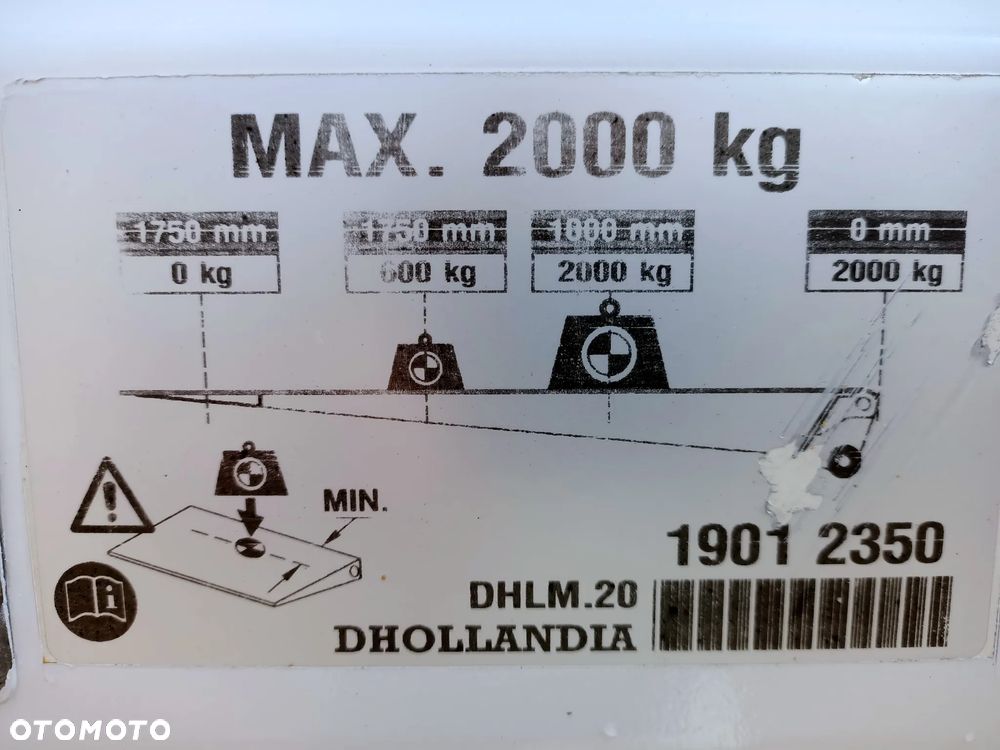 MAX. 2000 kg
1750 mm 1750 mm 1000 mm 0 mm
0 kg 600 kg 2000 kg 2000 kg
MIN.
1901 2350
DHLM.20
DHOLLANDIA
OTOMOTO